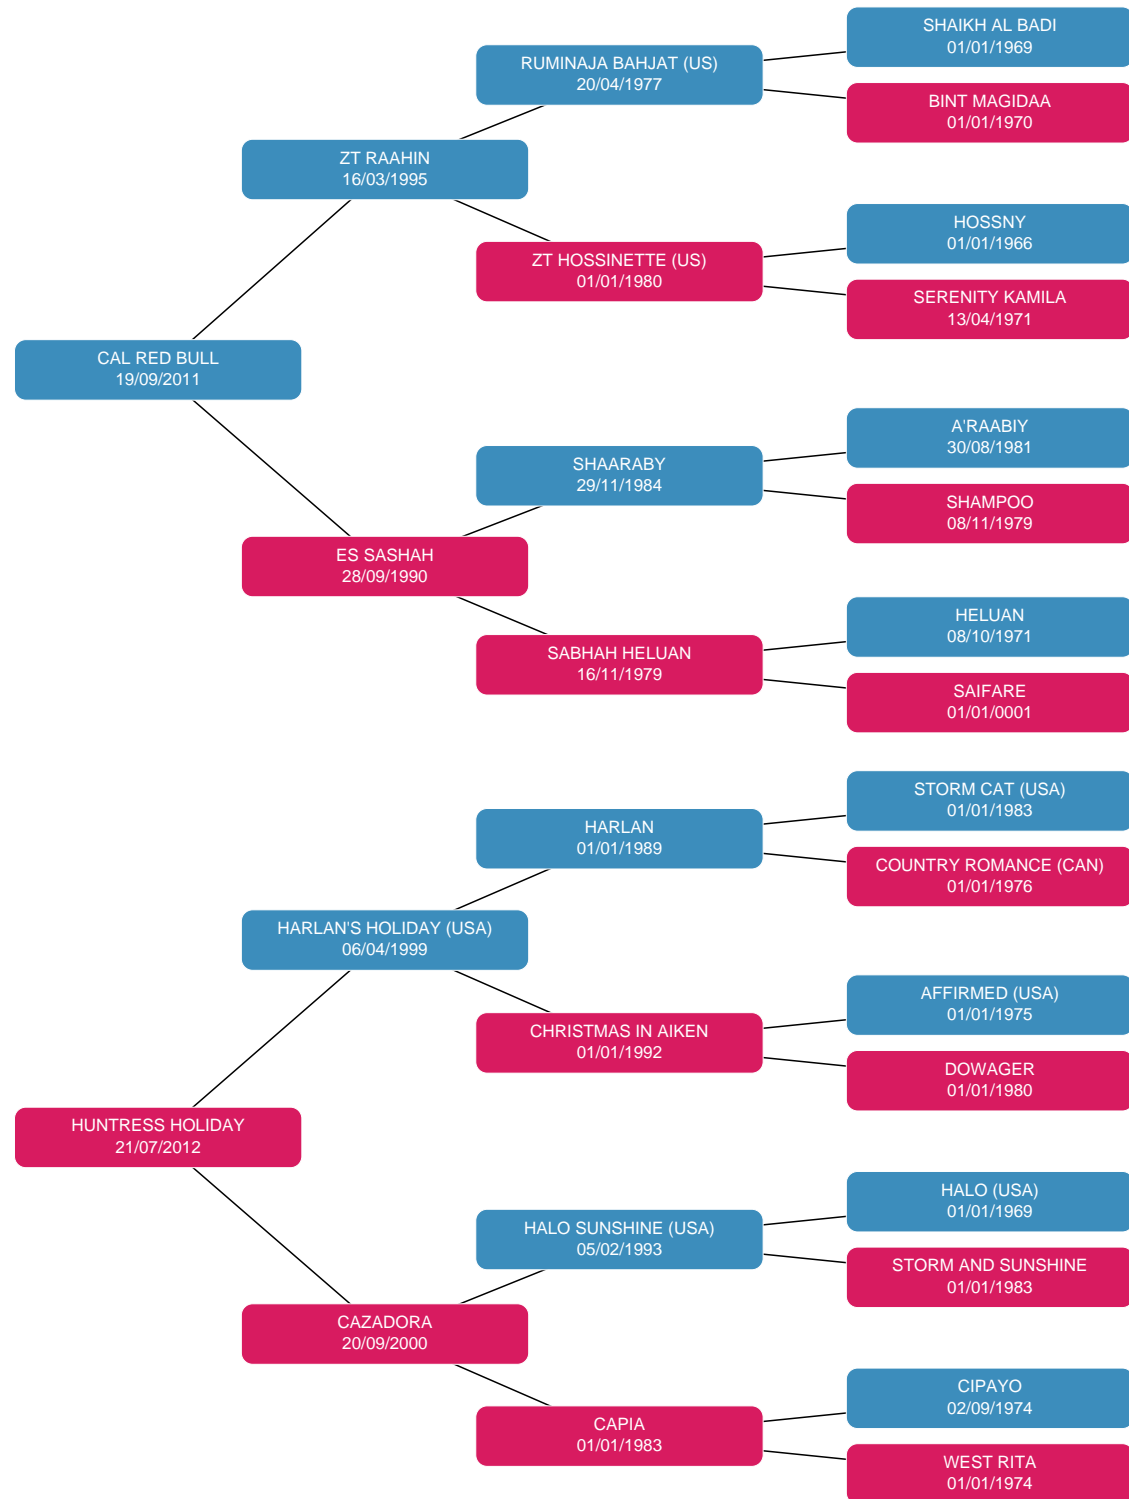 SHAIKH AL BADI
01/01/1969
RUMINAJA BAHJAT (US)
20/04/1977
BINT MAGIDAA
01/01/1970
ZT RAAHIN
16/03/1995
HOSSNY
01/01/1966
ZT HOSSINETTE (US)
01/01/1980
SERENITY KAMILA
13/04/1971
CAL RED BULL
19/09/2011
A'RAABIY
30/08/1981
SHAARABY
29/11/1984
SHAMPOO
08/11/1979
ES SASHAH
28/09/1990
HELUAN
08/10/1971
SABHAH HELUAN
16/11/1979
SAIFARE
01/01/0001
STORM CAT (USA)
01/01/1983
HARLAN
01/01/1989
COUNTRY ROMANCE (CAN)
01/01/1976
HARLAN'S HOLIDAY (USA)
06/04/1999
AFFIRMED (USA)
01/01/1975
CHRISTMAS IN AIKEN
01/01/1992
DOWAGER
01/01/1980
HUNTRESS HOLIDAY
21/07/2012
HALO (USA)
01/01/1969
HALO SUNSHINE (USA)
05/02/1993
STORM AND SUNSHINE
01/01/1983
CAZADORA
20/09/2000
CIPAYO
02/09/1974
CAPIA
01/01/1983
WEST RITA
01/01/1974